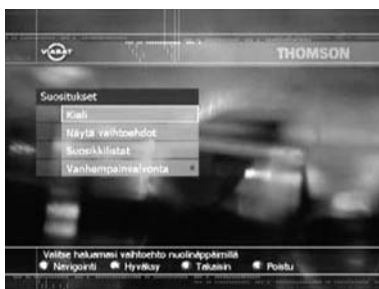 VIASAT
THOMSON
Suositukset
Kieli
Näytä vaihtoehdot
Suosikkilistat
Vanhempainvalvonta
Valitse haluamasi vaihtoehto nuolinäppäimillä
Navigointi Hyväksy Takaisin Poistu